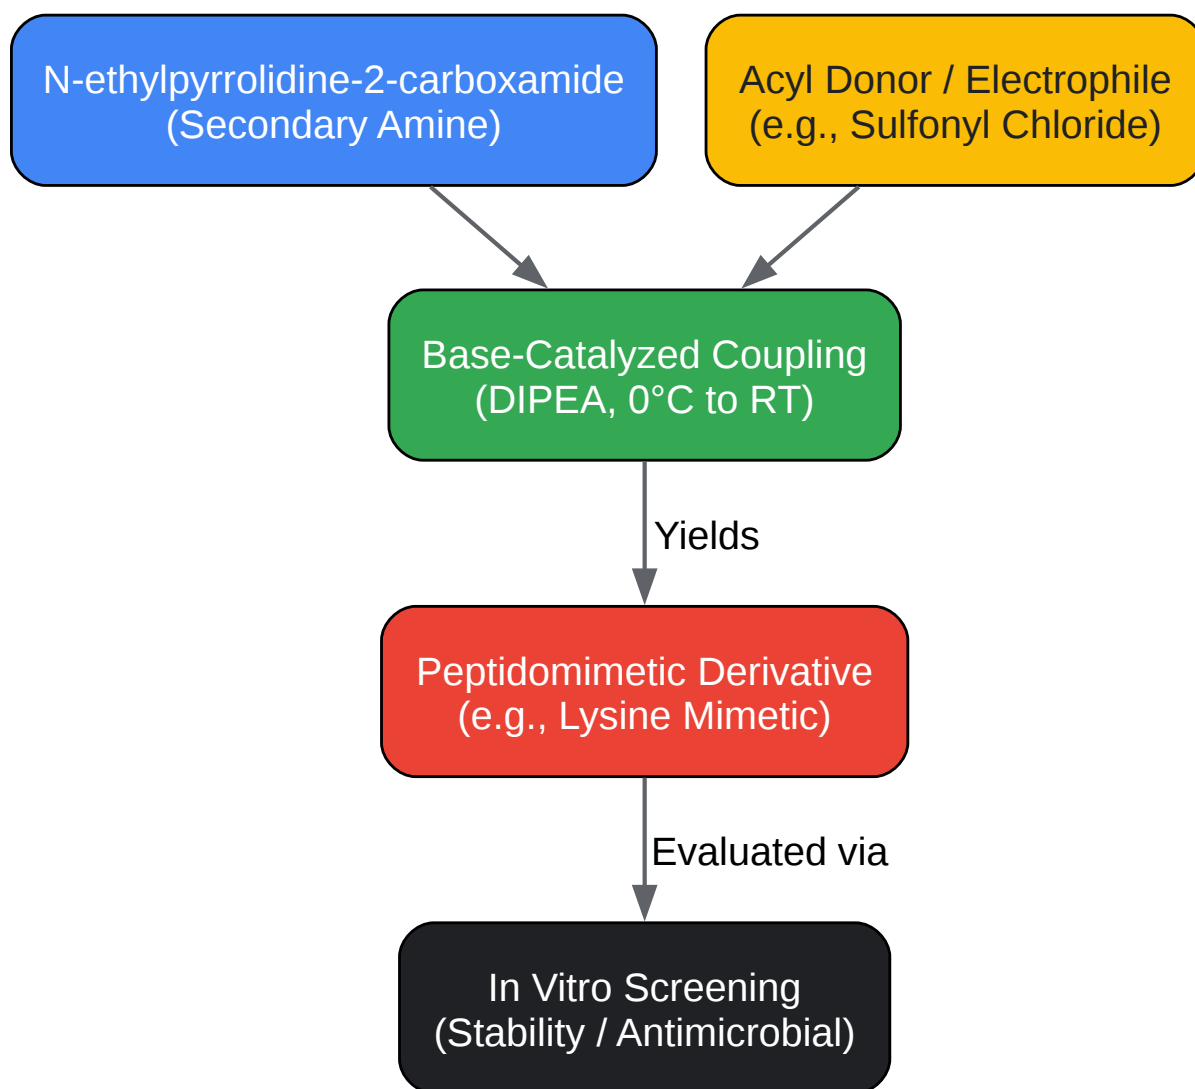 N-ethylpyrrolidine-2-carboxamide
(Secondary Amine)
Acyl Donor / Electrophile
(e.g., Sulfonyl Chloride)
Base-Catalyzed Coupling
(DIPEA, 0°C to RT)
Yields
Peptidomimetic Derivative
(e.g., Lysine Mimetic)
Evaluated via
In Vitro Screening
(Stability / Antimicrobial)